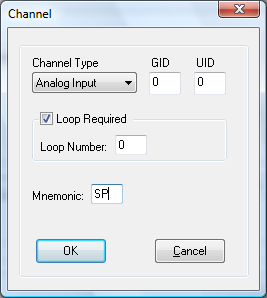 Channel
Channel Type GID UID
Analog Input 0 0
Loop Required
Loop Number: 0
Mnemonic: SP
OK Cancel